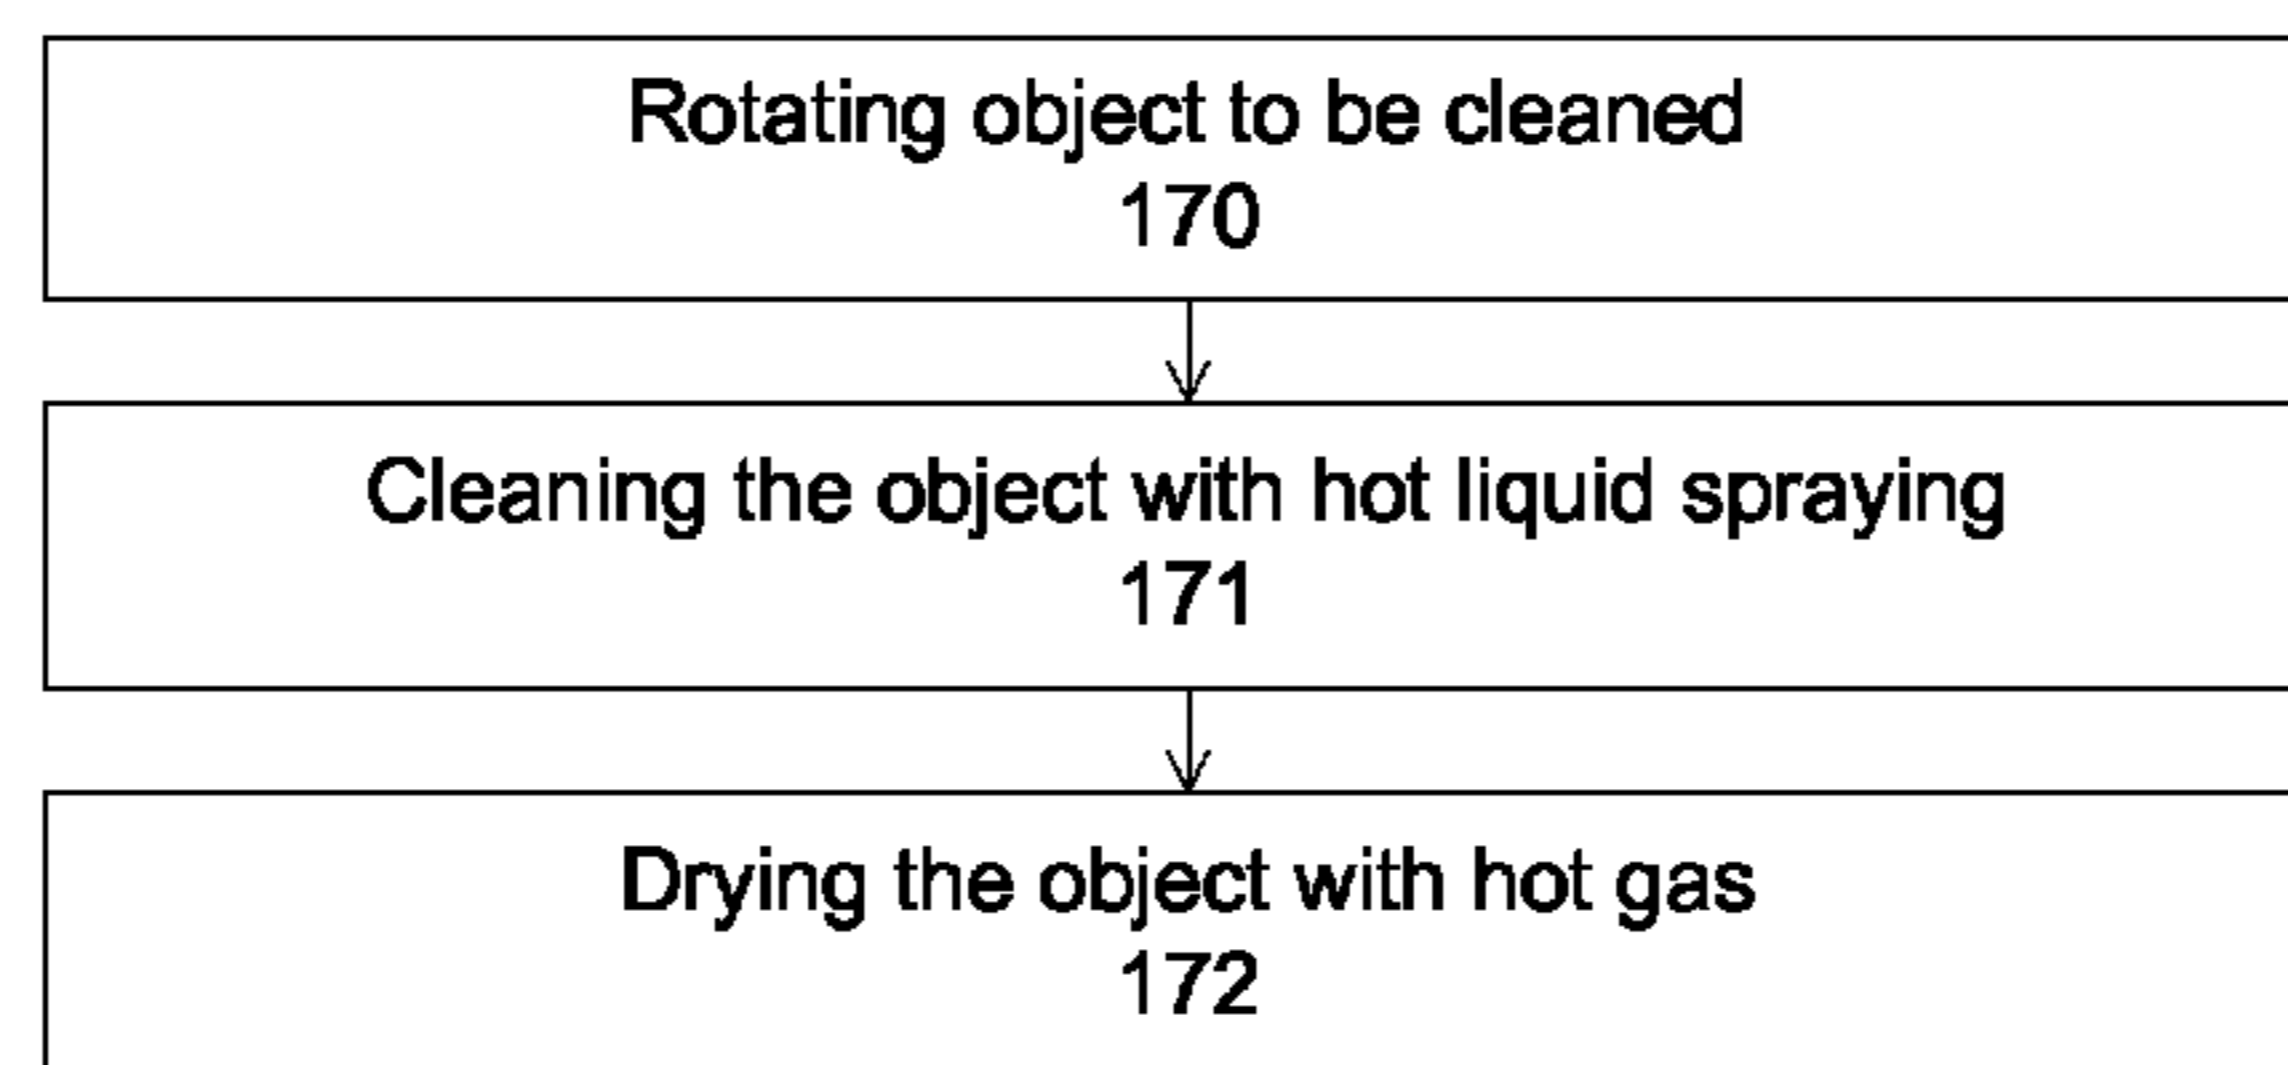 Rotating object to be cleaned
170
Cleaning the object with hot liquid spraying
171
Drying the object with hot gas
172